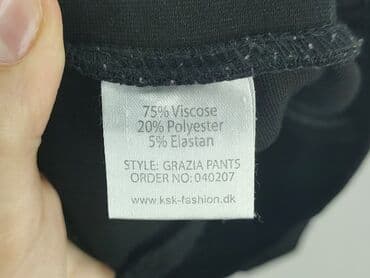 75% Viscose
20% Polyester
5% Elastan
STYLE: GRAZIA PANTS
ORDER NO: 040207
www.ksk-fashion.dk